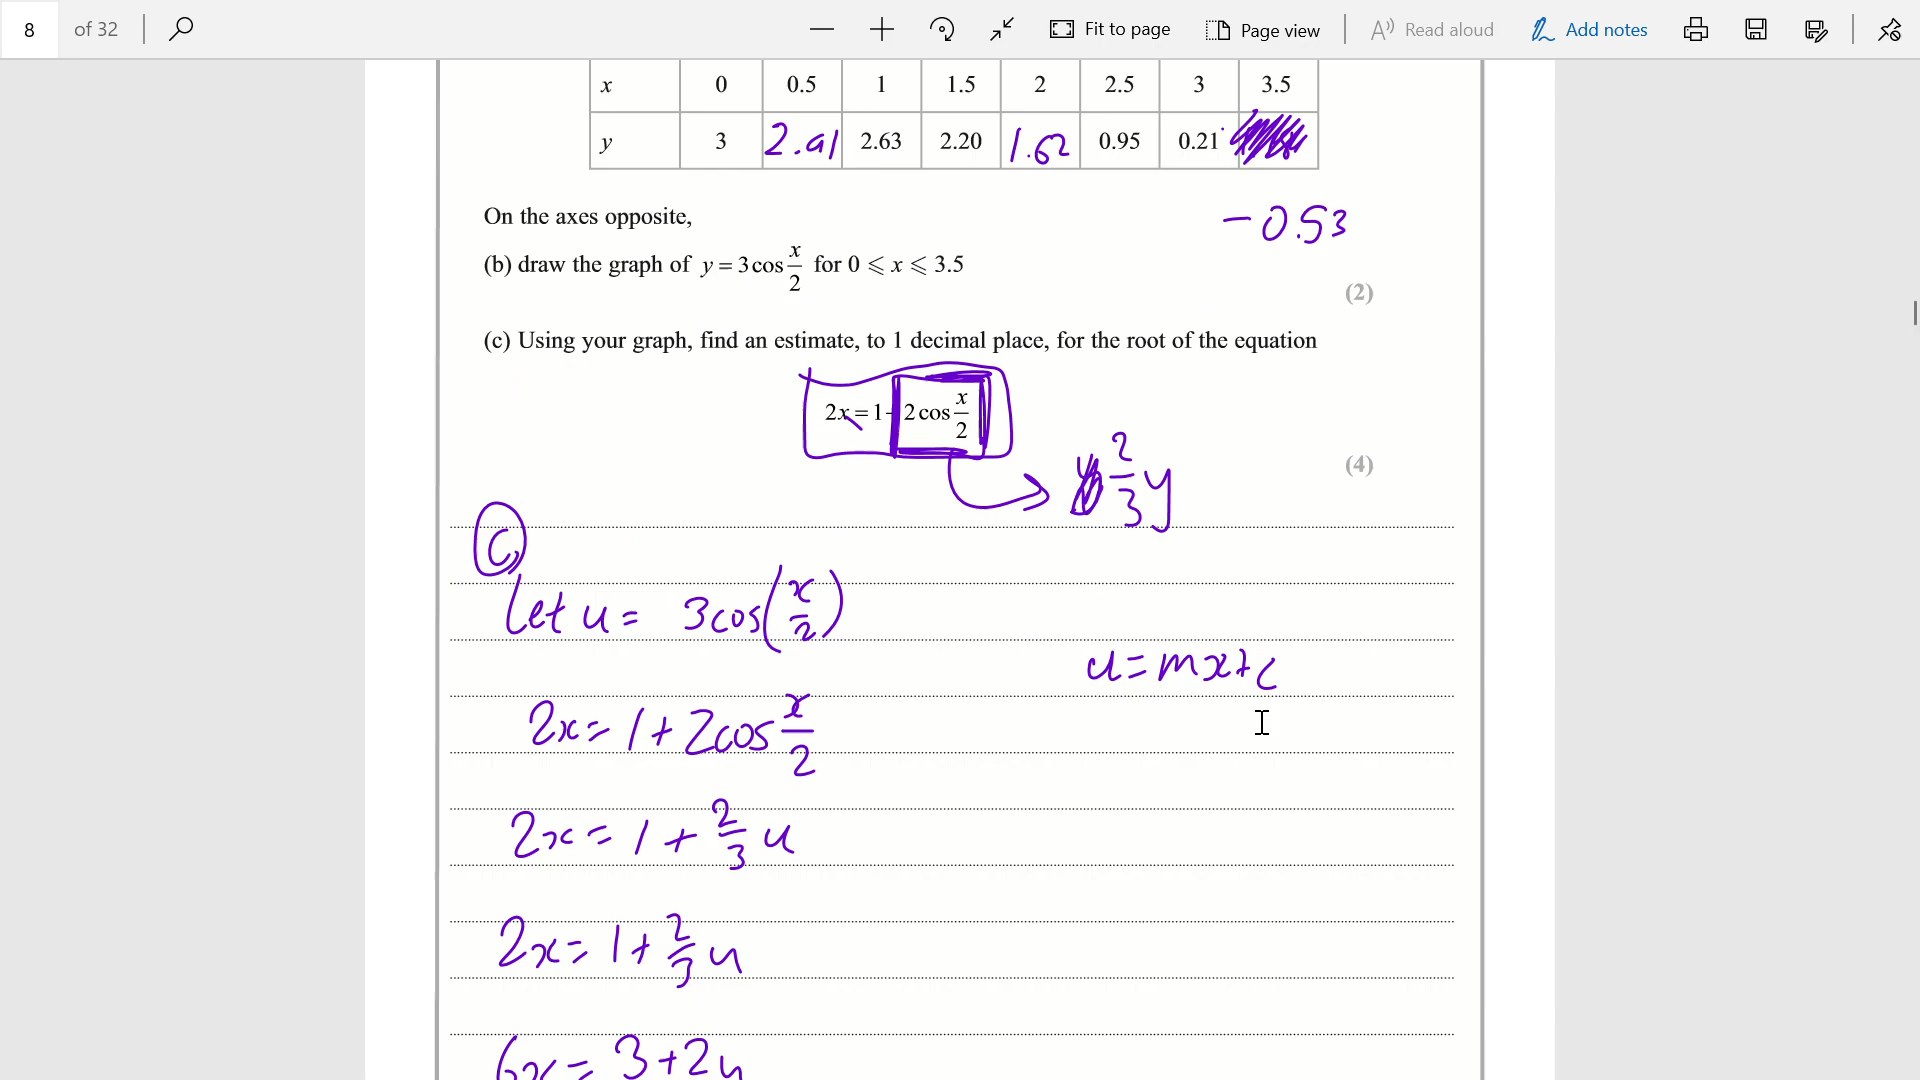 8 of 32 Fit to page Page view Read aloud Add notes
x 0 0.5 1 1.5 2 2.5 3 3.5
y 3 2.91 2.63 2.20 1.62 0.95 0.21
On the axes opposite,
-0.53
(b) draw the graph of y = 3 cos x/2 for 0 ⩽ x ⩽ 3.5
(2)
(c) Using your graph, find an estimate, to 1 decimal place, for the root of the equation
2x = 1 + 2 cos x/2
(4)
2/3 y
C,
Let u = 3cos(x/2)
u = mx + c
2x = 1 + 2cos x/2
2x = 1 + 2/3 u
2x = 1 + 2/3 u
6x = 3 + 2u